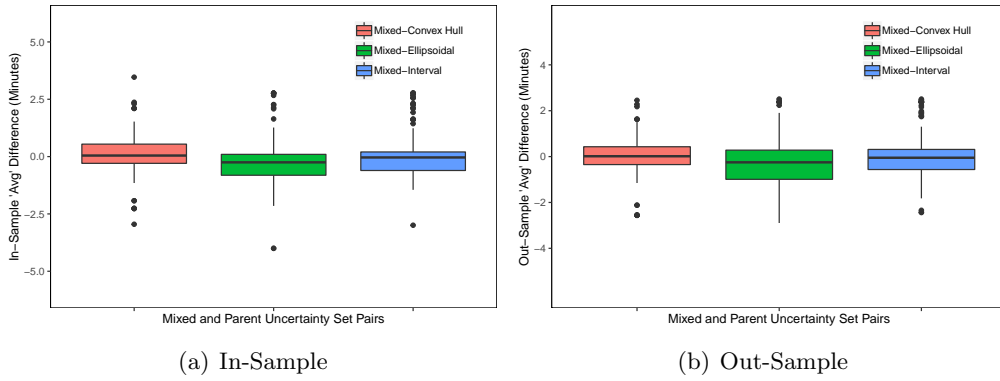 In−Sample 'Avg' Difference (Minutes)
5.0
2.5
0.0
−2.5
−5.0
Mixed−Convex Hull
Mixed−Ellipsoidal
Mixed−Interval
Mixed and Parent Uncertainty Set Pairs
(a) In-Sample
Out−Sample 'Avg' Difference (Minutes)
4
2
0
−2
−4
Mixed−Convex Hull
Mixed−Ellipsoidal
Mixed−Interval
Mixed and Parent Uncertainty Set Pairs
(b) Out-Sample